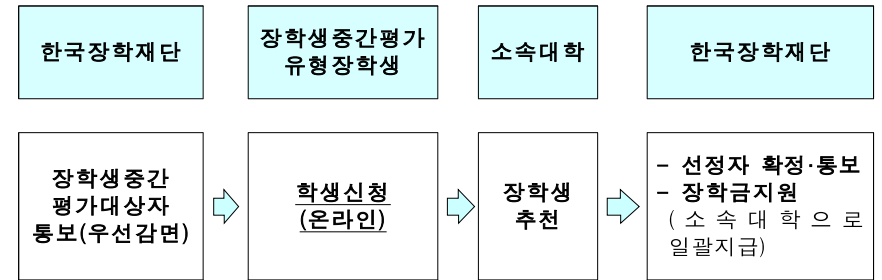 한국장학재단
장학생중간평가
유형장학생
소속대학
한국장학재단
장학생중간
평가대상자
통보(우선감면)
학생신청
(온라인)
장학생
추천
- 선정자 확정·통보
- 장학금지원
(소속대학으로
일괄지급)